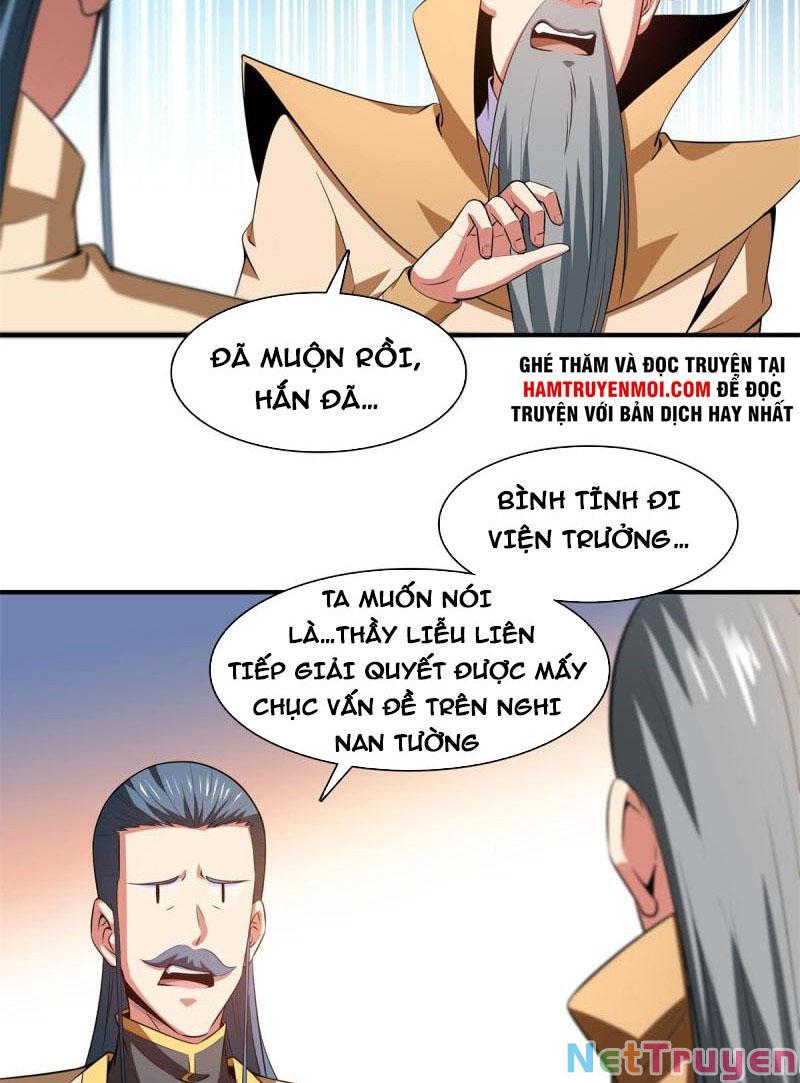 ĐÃ MUỘN RỒI,
HẮN ĐÃ...
GHÉ THĂM VÀ ĐỌC TRUYỆN TẠI
HAMTRUYENMOI.COM ĐỂ ĐỌC
TRUYỆN VỚI BẢN DỊCH HAY NHẤT
BÌNH TĨNH ĐI
VIỆN TRƯỞNG...
TA MUỐN NÓI
LÀ...THẦY LIỄU LIÊN
TIẾP GIẢI QUYẾT ĐƯỢC MẤY
CHỤC VẤN ĐỀ TRÊN NGHI
NAN TƯỜNG
NetTruyen